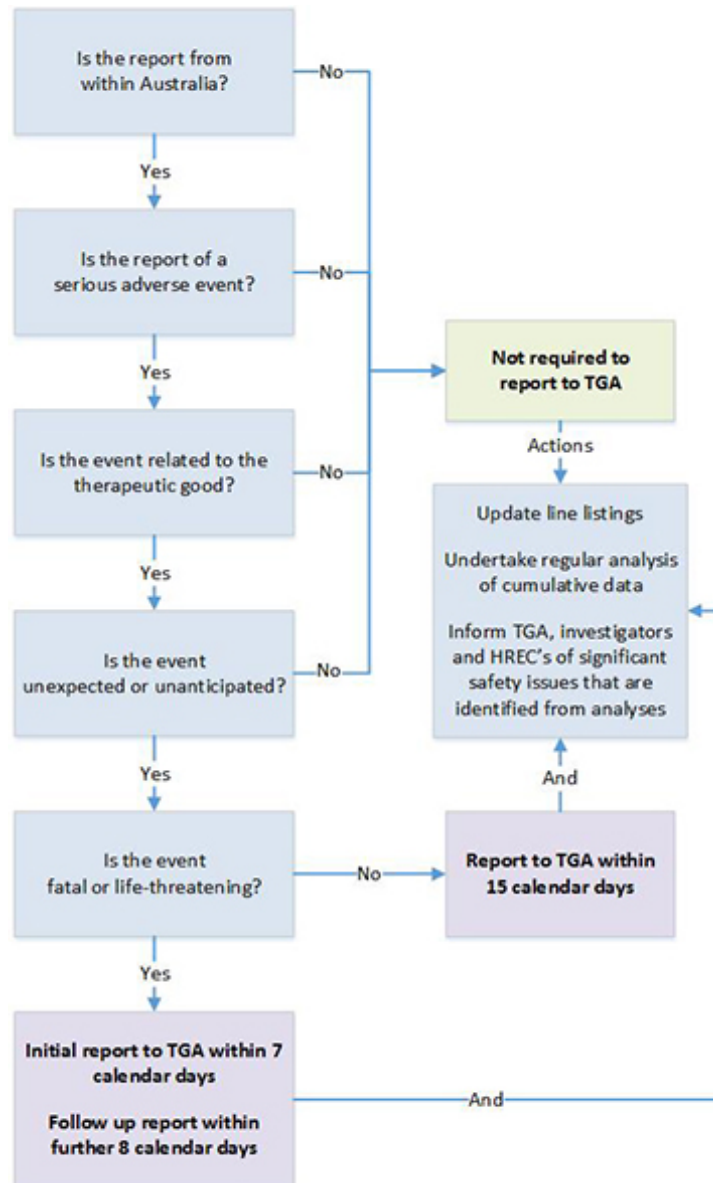 Is the report from
within Australia?
No
Yes
Is the report of a
serious adverse event?
No
Yes
Not required to
report to TGA
Actions
Is the event related to the
therapeutic good?
No
Yes
Update line listings
Undertake regular analysis
of cumulative data
Inform TGA, investigators
and HREC's of significant
safety issues that are
identified from analyses
Is the event
unexpected or unanticipated?
No
Yes
And
Is the event
fatal or life-threatening?
No
Report to TGA within
15 calendar days
Yes
Initial report to TGA within 7
calendar days
Follow up report within
further 8 calendar days
And